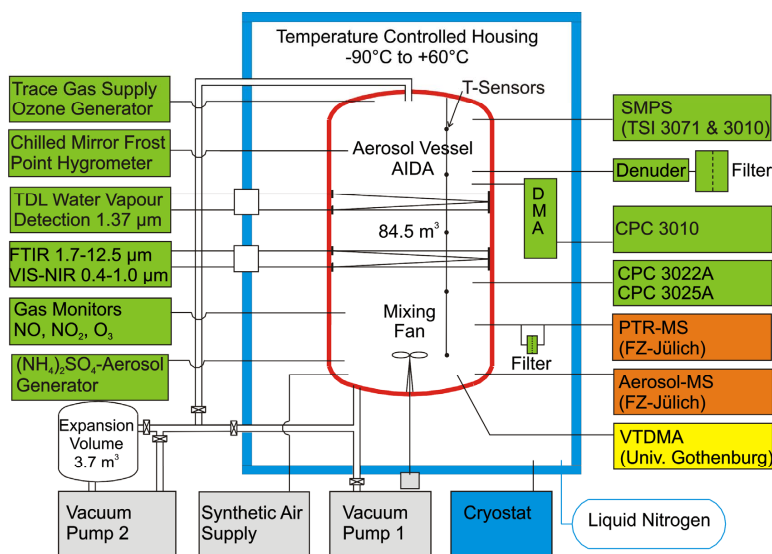 Temperature Controlled Housing
-90°C to +60°C
T-Sensors
Aerosol Vessel
AIDA
84.5 m³
Mixing
Fan
Trace Gas Supply
Ozone Generator
Chilled Mirror Frost
Point Hygrometer
TDL Water Vapour
Detection 1.37 µm
FTIR 1.7-12.5 µm
VIS-NIR 0.4-1.0 µm
Gas Monitors
NO, NO₂, O₃
(NH₄)₂SO₄-Aerosol
Generator
Expansion
Volume
3.7 m³
Vacuum
Pump 2
Synthetic Air
Supply
Vacuum
Pump 1
Cryostat
Liquid Nitrogen
SMPS
(TSI 3071 & 3010)
Denuder
Filter
D
M
A
CPC 3010
CPC 3022A
CPC 3025A
PTR-MS
(FZ-Jülich)
Filter
Aerosol-MS
(FZ-Jülich)
VTDMA
(Univ. Gothenburg)